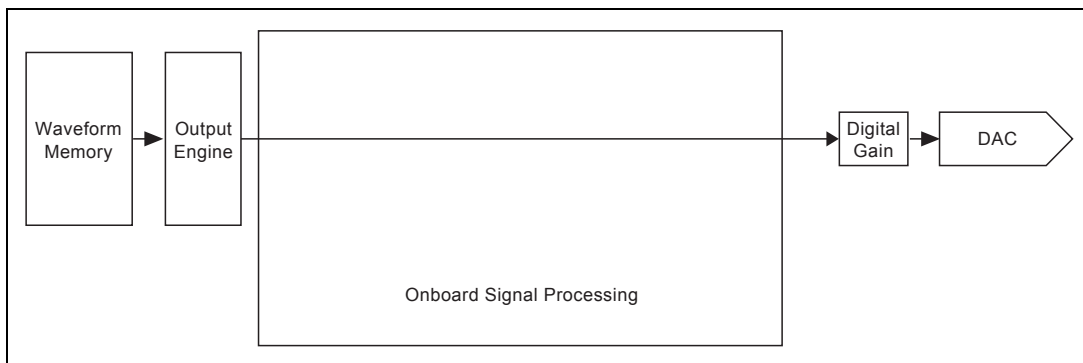 Waveform
Memory
Output
Engine
Digital
Gain
DAC
Onboard Signal Processing